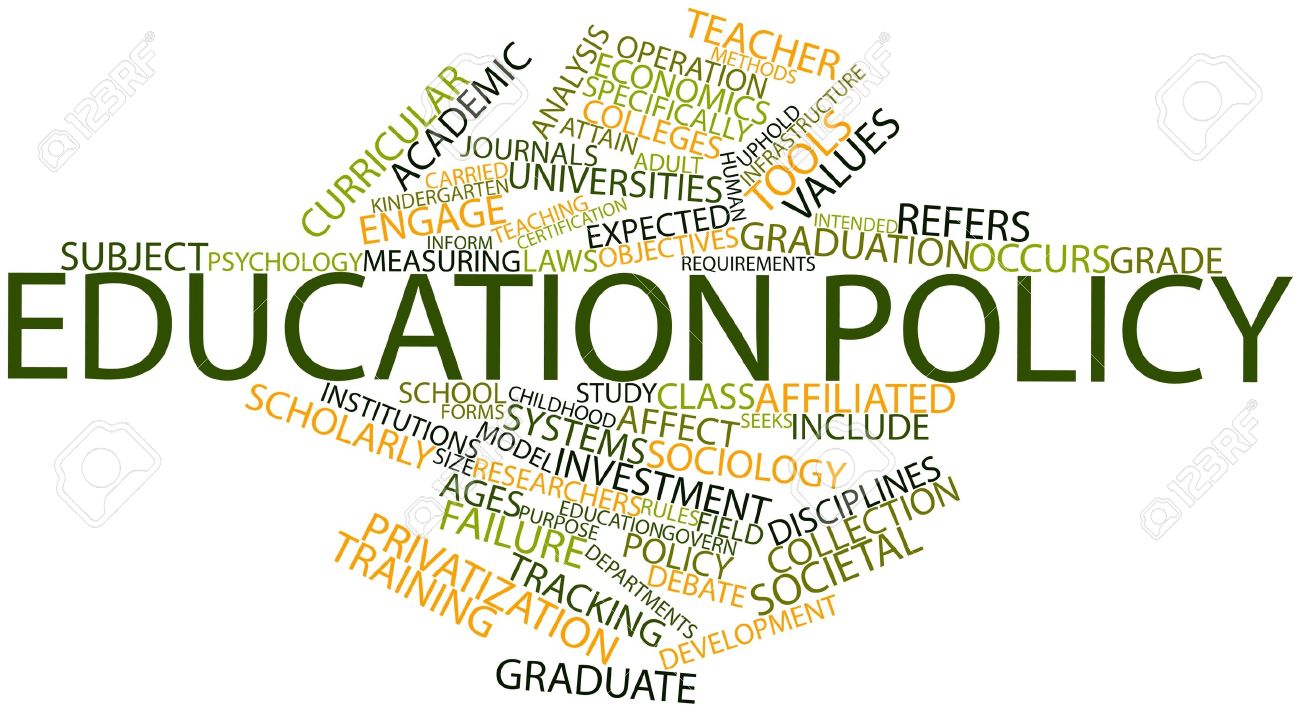 TEACHER
METHODS
OPERATION
ECONOMICS
SPECIFICALLY
COLLEGES
ANALYSIS
ATTAIN
ADULT
HUMAN
UPHOLD
INFRASTRUCTURE
TOOLS
VALUES
CURRICULAR
ACADEMIC
JOURNALS
CARRIED
KINDERGARTEN
UNIVERSITIES
ENGAGE
TEACHING
CERTIFICATION
INFORM
EXPECTED
OBJECTIVES
INTENDED
REFERS
SUBJECT
PSYCHOLOGY
MEASURING
LAWS
REQUIREMENTS
GRADUATION
OCCURS
GRADE
EDUCATION POLICY
SCHOOL
CHILDHOOD
STUDY
CLASS
AFFILIATED
FORMS
SYSTEMS
AFFECT
SEEKS
INCLUDE
INSTITUTIONS
SCHOLARLY
MODEL
SIZE
RESEARCHERS
INVESTMENT
SOCIOLOGY
AGES
PURPOSE
EDUCATION
RULES
GOVERN
FIELD
DISCIPLINES
COLLECTION
SOCIETAL
FAILURE
POLICY
DEBATE
DEPARTMENTS
PRIVATIZATION
TRAINING
TRACKING
DEVELOPMENT
GRADUATE
123RF
123RF
123RF
123RF
123RF
123RF
123RF
123RF